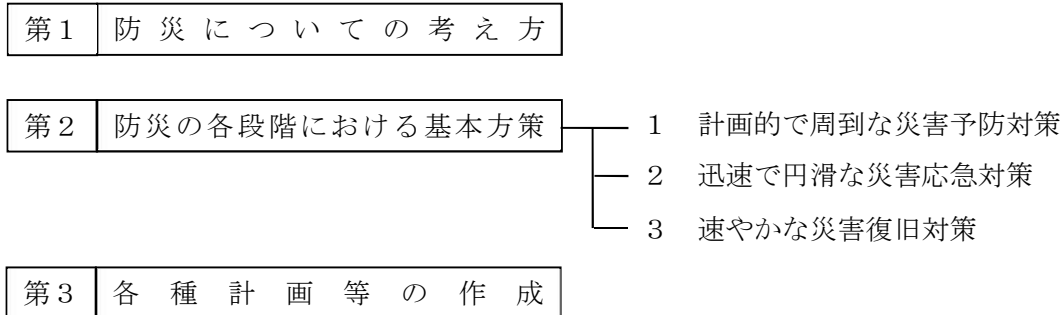 第１ 防災についての考え方
第２ 防災の各段階における基本方策
１ 計画的で周到な災害予防対策
２ 迅速で円滑な災害応急対策
３ 速やかな災害復旧対策
第３ 各種計画等の作成